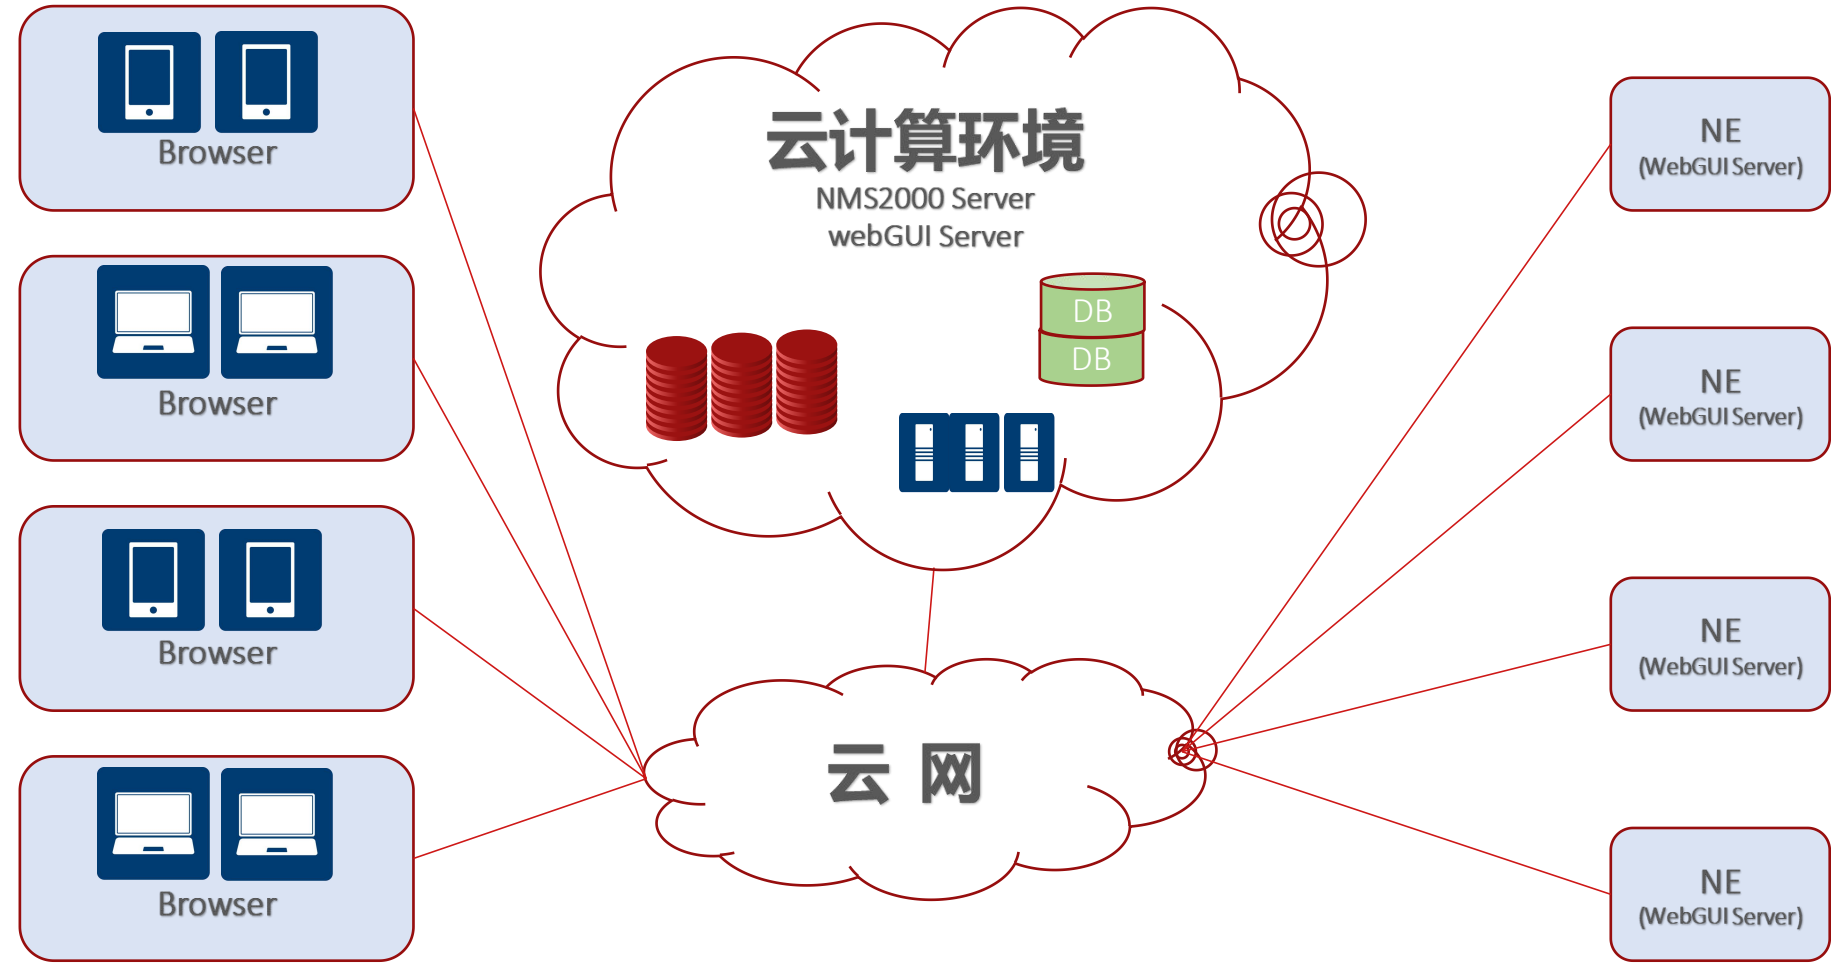 Browser
Browser
Browser
Browser
云计算环境
NMS2000 Server
webGUI Server
DB
DB
云 网
NE
(WebGUI Server)
NE
(WebGUI Server)
NE
(WebGUI Server)
NE
(WebGUI Server)